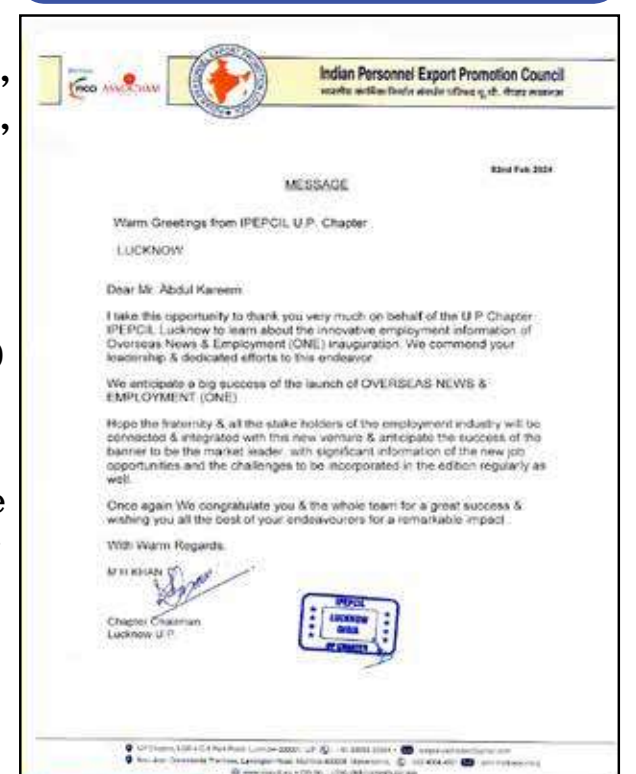 ,
,
)
e
FICCI ASSOCHAM
Indian Personnel Export Promotion Council
02nd Feb 2024
MESSAGE
Warm Greetings from IPEPCIL U.P. Chapter
LUCKNOW
Dear Mr. Abdul Kareem
I take this opportunity to thank you very much on behalf of the U.P Chapter
IPEPCIL Lucknow to learn about the innovative employment information of
Overseas News & Employment (ONE) inauguration. We commend your
leadership & dedicated efforts to this endeavor
We anticipate a big success of the launch of OVERSEAS NEWS &
EMPLOYMENT (ONE)
Hope the fraternity & all the stake holders of the employment industry will be
connected & integrated with this new venture & anticipate the success of the
banner to be the market leader, with significant information of the new job
opportunities and the challenges to be incorporated in the edition regularly as
well.
Once again We congratulate you & the whole team for a great success &
wishing you all the best of your endeavourers for a remarkable impact
With Warm Regards,
KHAN
Chapter Chairman
Lucknow U.P.
IPEPCIL
LUCKNOW
INDIA
UP CHAPTER